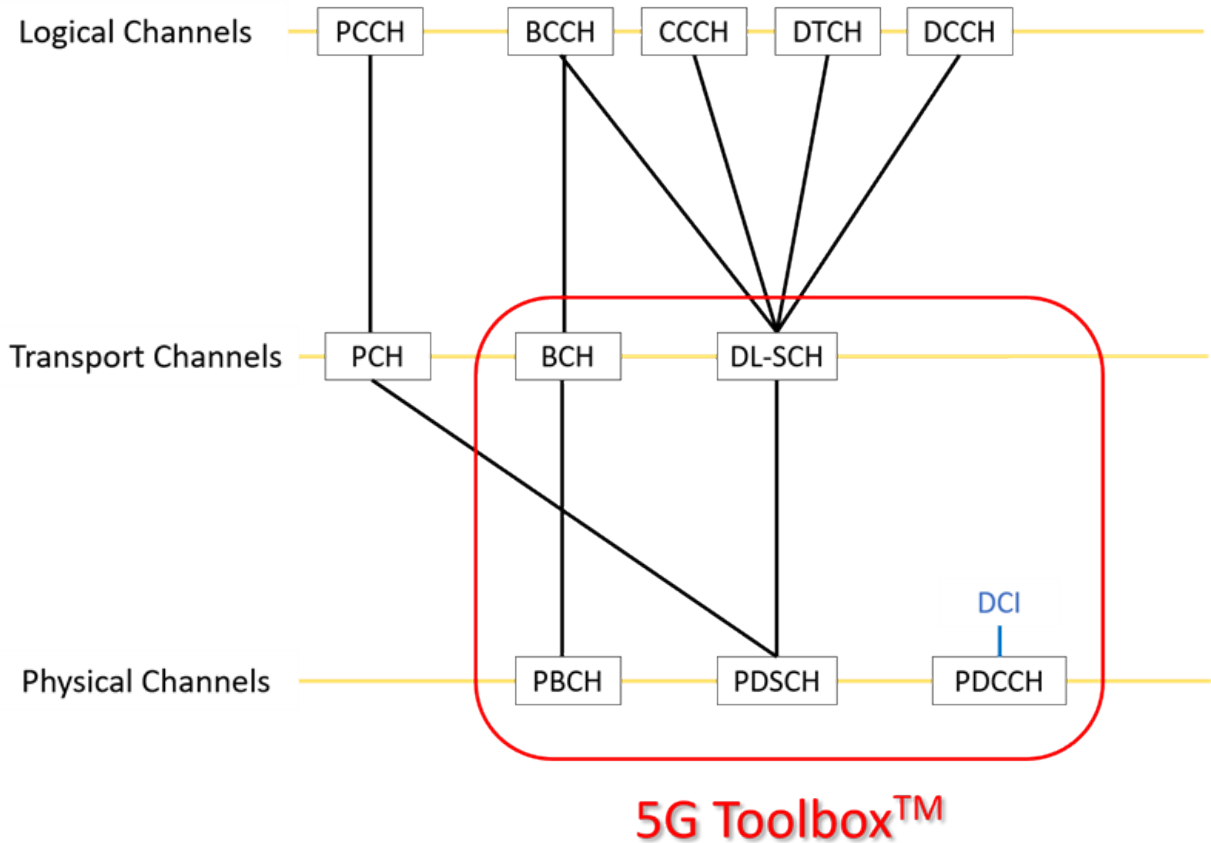 Logical Channels PCCH BCCH CCCH DTCH DCCH
Transport Channels PCH BCH DL-SCH
DCI
Physical Channels PBCH PDSCH PDCCH
5G Toolbox™